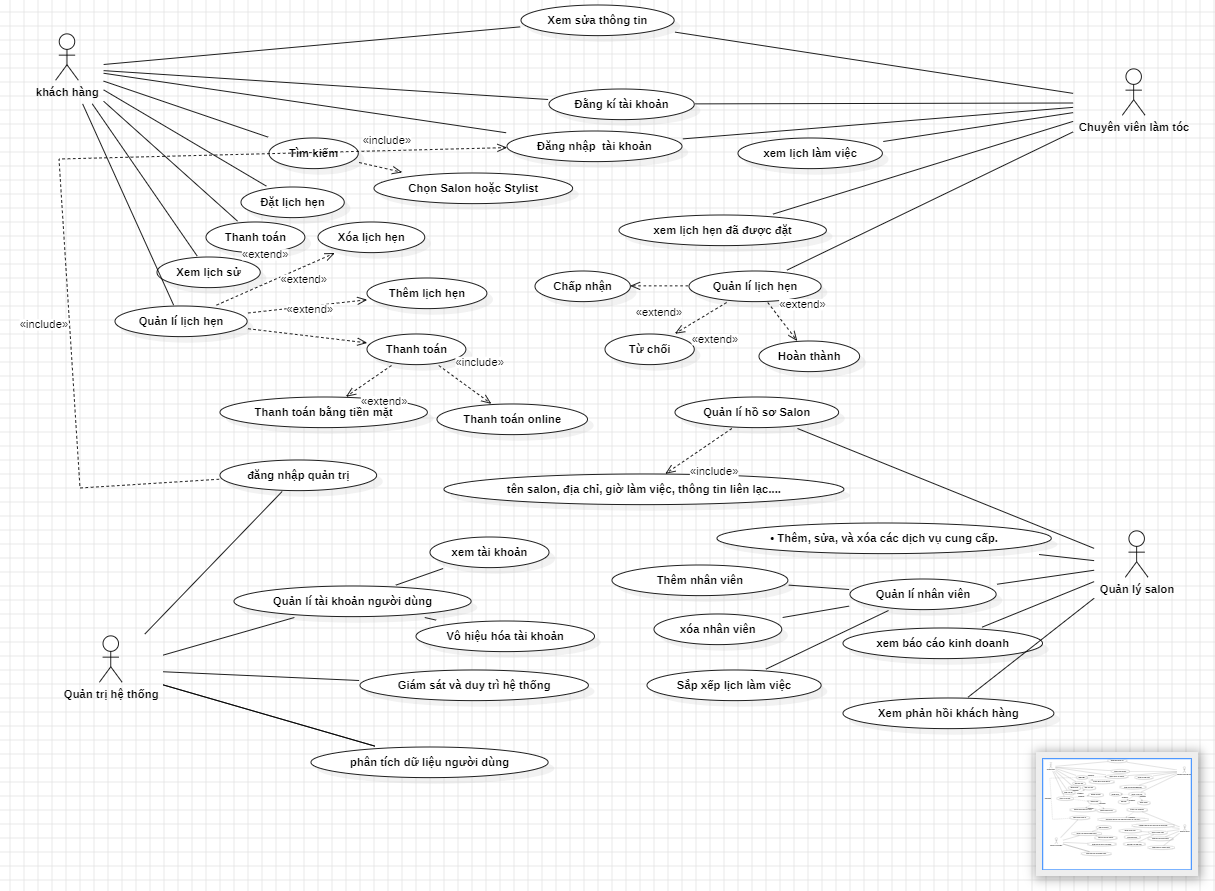 Xem sửa thông tin
khách hàng
Đằng kí tài khoản
Chuyên viên làm tóc
«include»
Tìm kiếm
Đăng nhập  tài khoản
xem lịch làm việc
Chọn Salon hoặc Stylist
Đặt lịch hẹn
xem lịch hẹn đã được đặt
Thanh toán
Xóa lịch hẹn
«extend»
Xem lịch sử
«extend»
Chấp nhận
Quản lí lịch hẹn
Thêm lịch hẹn
«extend»
«extend»
«extend»
«include»
Quản lí lịch hẹn
«extend»
Thanh toán
Từ chối
Hoàn thành
«include»
«extend»
Thanh toán bằng tiền mặt
Thanh toán online
Quản lí hồ sơ Salon
đăng nhập quản trị
«include»
tên salon, địa chỉ, giờ làm việc, thông tin liên lạc....
• Thêm, sửa, và xóa các dịch vụ cung cấp.
xem tài khoản
Thêm nhân viên
Quản lí nhân viên
Quản lý salon
Quản lí tài khoản người dùng
xóa nhân viên
Vô hiệu hóa tài khoản
xem báo cáo kinh doanh
Quản trị hệ thống
Giám sát và duy trì hệ thống
Sắp xếp lịch làm việc
Xem phản hồi khách hàng
phân tích dữ liệu người dùng